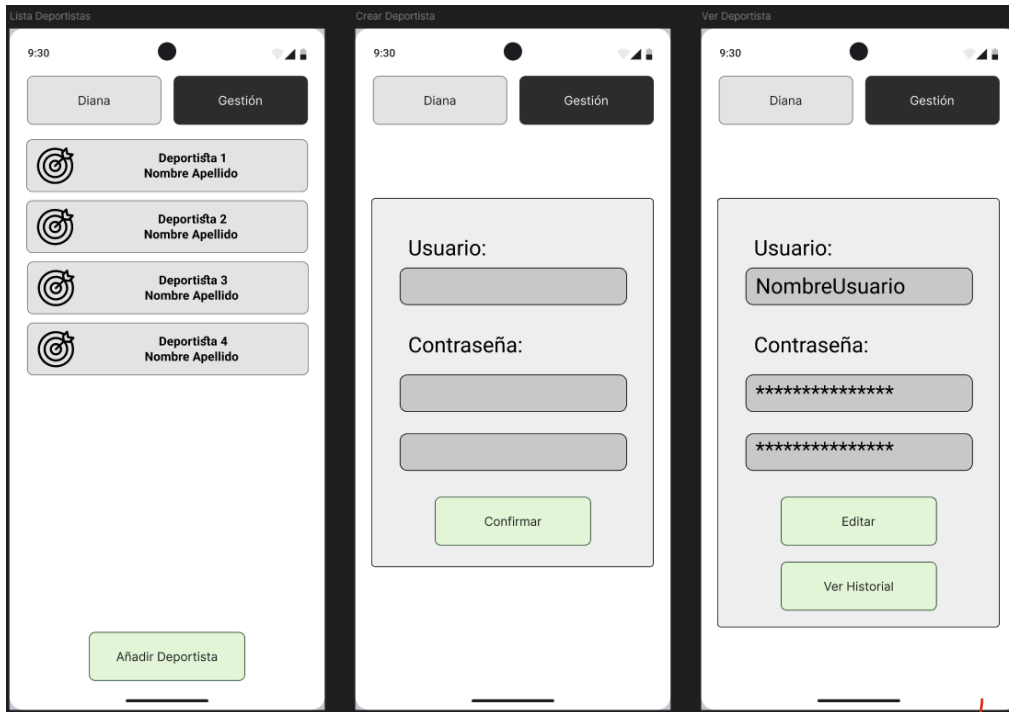 Lista Deportistas
9:30
Diana
Gestión
Deportista 1
Nombre Apellido
Deportista 2
Nombre Apellido
Deportista 3
Nombre Apellido
Deportista 4
Nombre Apellido
Añadir Deportista
Crear Deportista
9:30
Diana
Gestión
Usuario:
Contraseña:
Confirmar
Ver Deportista
9:30
Diana
Gestión
Usuario:
NombreUsuario
Contraseña:
***************
***************
Editar
Ver Historial